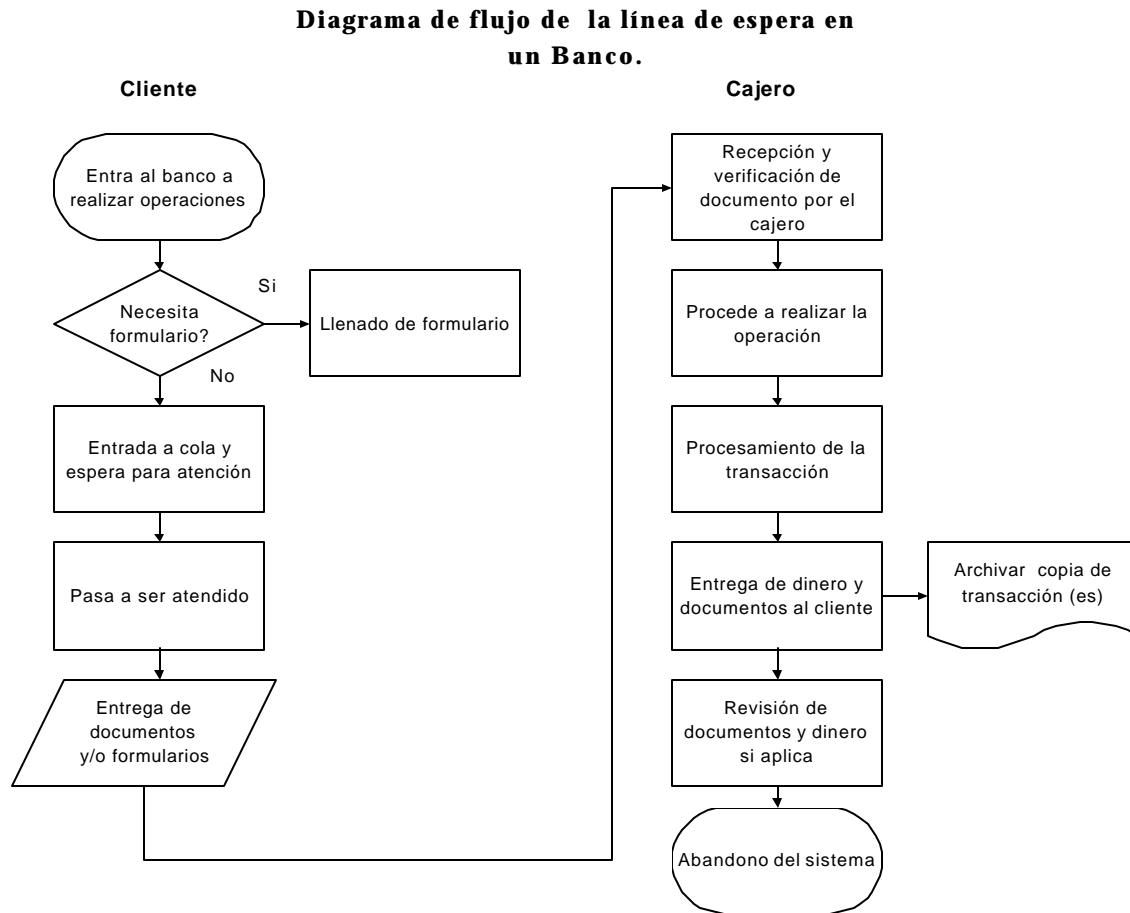 Diagrama de flujo de la línea de espera en
un Banco.
Cliente
Entra al banco a
realizar operaciones
Necesita
formulario?
Si
Llenado de formulario
No
Entrada a cola y
espera para atención
Pasa a ser atendido
Entrega de
documentos
y/o formularios
Cajero
Recepción y
verificación de
documento por el
cajero
Procede a realizar la
operación
Procesamiento de la
transacción
Entrega de dinero y
documentos al cliente
Archivar copia de
transacción (es)
Revisión de
documentos y dinero
si aplica
Abandono del sistema